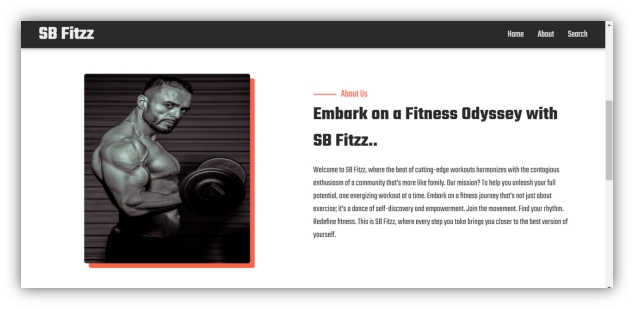 SB Fitzz
Home About Search
About Us
Embark on a Fitness Odyssey with
SB Fitzz..
Welcome to SB Fitzz, where the beat of cutting-edge workouts harmonizes with the contagious
enthusiasm of a community that's more like family. Our mission? To help you unleash your full
potential, one energizing workout at a time. Embark on a fitness journey that's not just about
exercise; it's a dance of self-discovery and empowerment. Join the movement. Find your rhythm.
Redefine fitness. This is SB Fitzz, where every step you take brings you closer to the best version of
yourself.